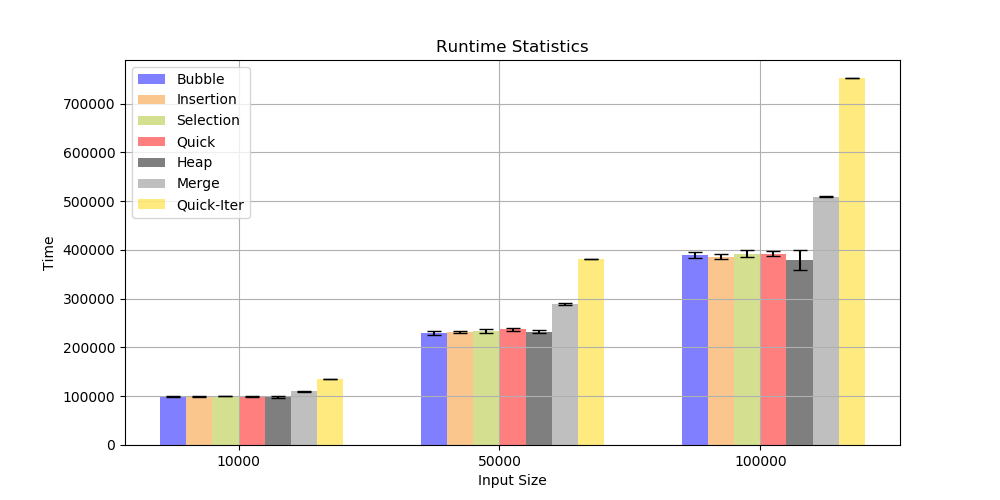 Runtime Statistics
Time
700000
600000
500000
400000
300000
200000
100000
0
Bubble
Insertion
Selection
Quick
Heap
Merge
Quick-Iter
10000
50000
100000
Input Size